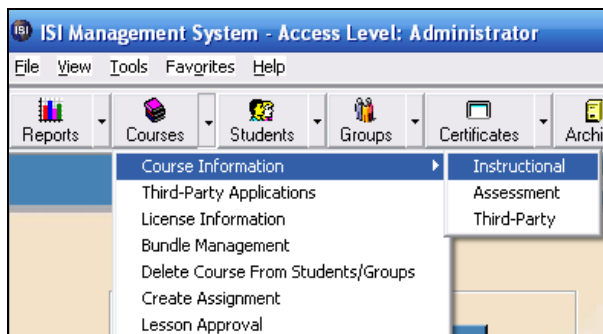 ISI ISI Management System - Access Level: Administrator
File View Tools Favorites Help
Reports Courses Students Groups Certificates Archi
Course Information Instructional
Third-Party Applications Assessment
License Information Third-Party
Bundle Management
Delete Course From Students/Groups
Create Assignment
Lesson Approval